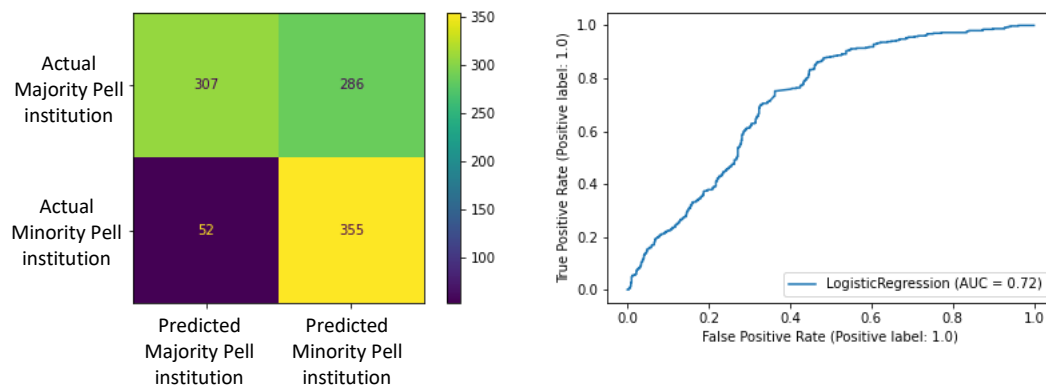 Actual
Majority Pell
institution
307
286
Actual
Minority Pell
institution
52
355
Predicted
Majority Pell
institution
Predicted
Minority Pell
institution
350
300
250
200
150
100
True Positive Rate (Positive label: 1.0)
1.0
0.8
0.6
0.4
0.2
0.0
LogisticRegression (AUC = 0.72)
0.0 0.2 0.4 0.6 0.8 1.0
False Positive Rate (Positive label: 1.0)